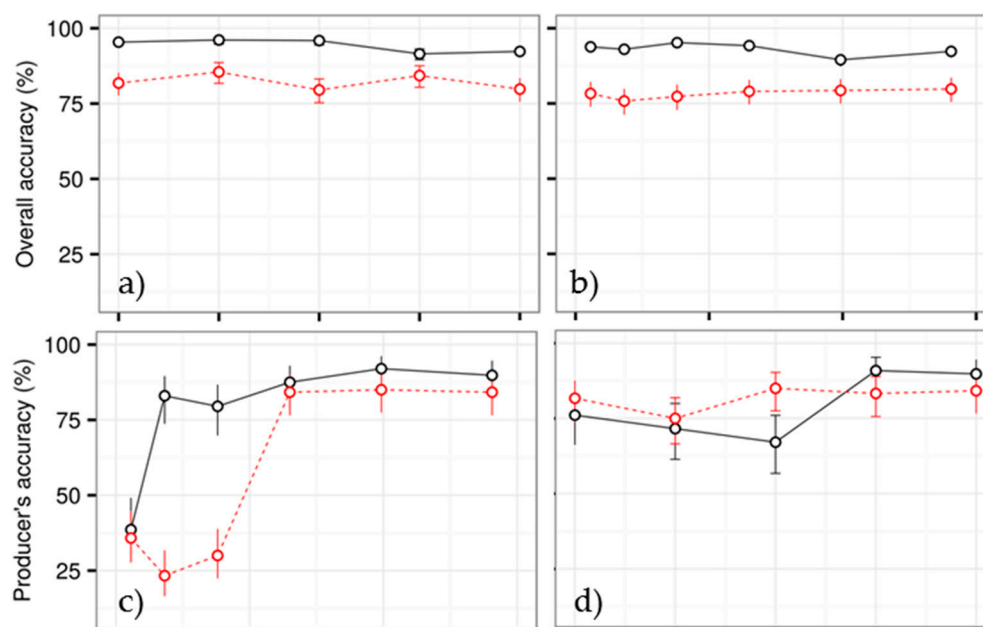 100
75
50
25
Overall accuracy (%)
a)
b)
100
75
50
25
Producer's accuracy (%)
c)
d)